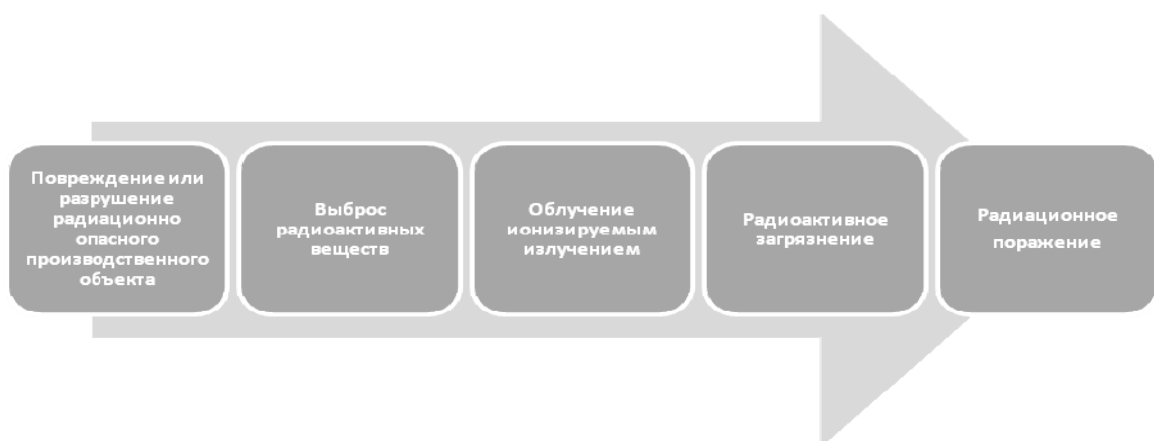 Повреждение или
разрушение
радиационно
опасного
производственного
объекта
Выброс
радиоактивных
веществ
Облучение
ионизируемым
излучением
Радиоактивное
загрязнение
Радиационное
поражение